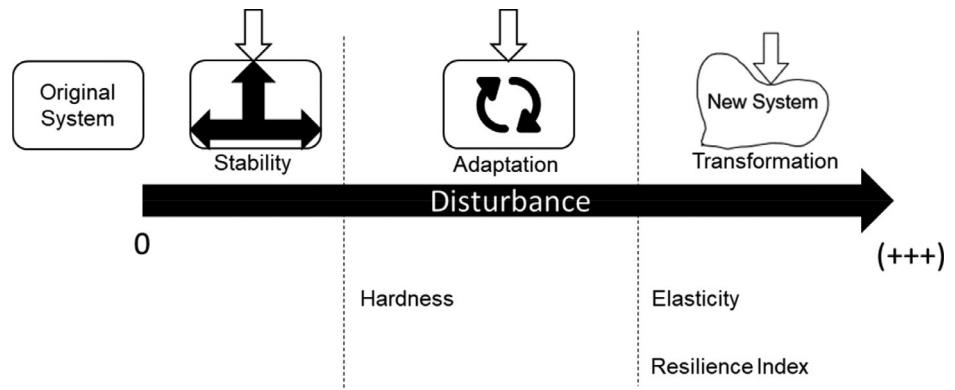 Original
System
Stability
Adaptation
New System
Transformation
Disturbance
0
(+++)
Hardness
Elasticity
Resilience Index